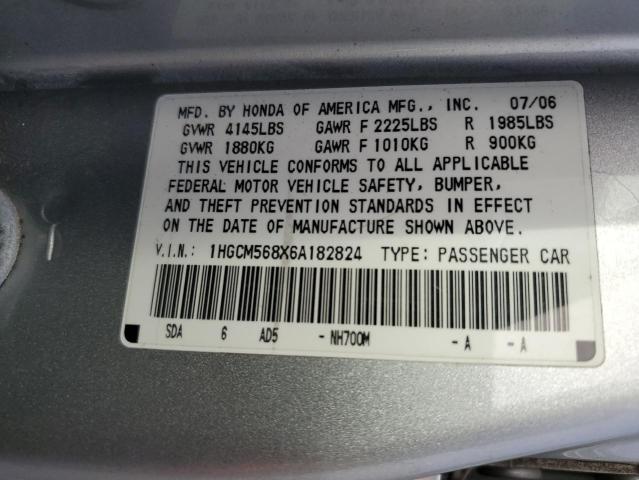 MFD. BY HONDA OF AMERICA MFG., INC. 07/06
GVWR 4145LBS GAWR F 2225LBS R 1985LBS
GVWR 1880KG GAWR F 1010KG R 900KG
THIS VEHICLE CONFORMS TO ALL APPLICABLE
FEDERAL MOTOR VEHICLE SAFETY, BUMPER,
AND THEFT PREVENTION STANDARDS IN EFFECT
ON THE DATE OF MANUFACTURE SHOWN ABOVE.
V.I.N.: 1HGCM568X6A182824 TYPE: PASSENGER CAR
SDA 6 AD5 - NH700M - A - A